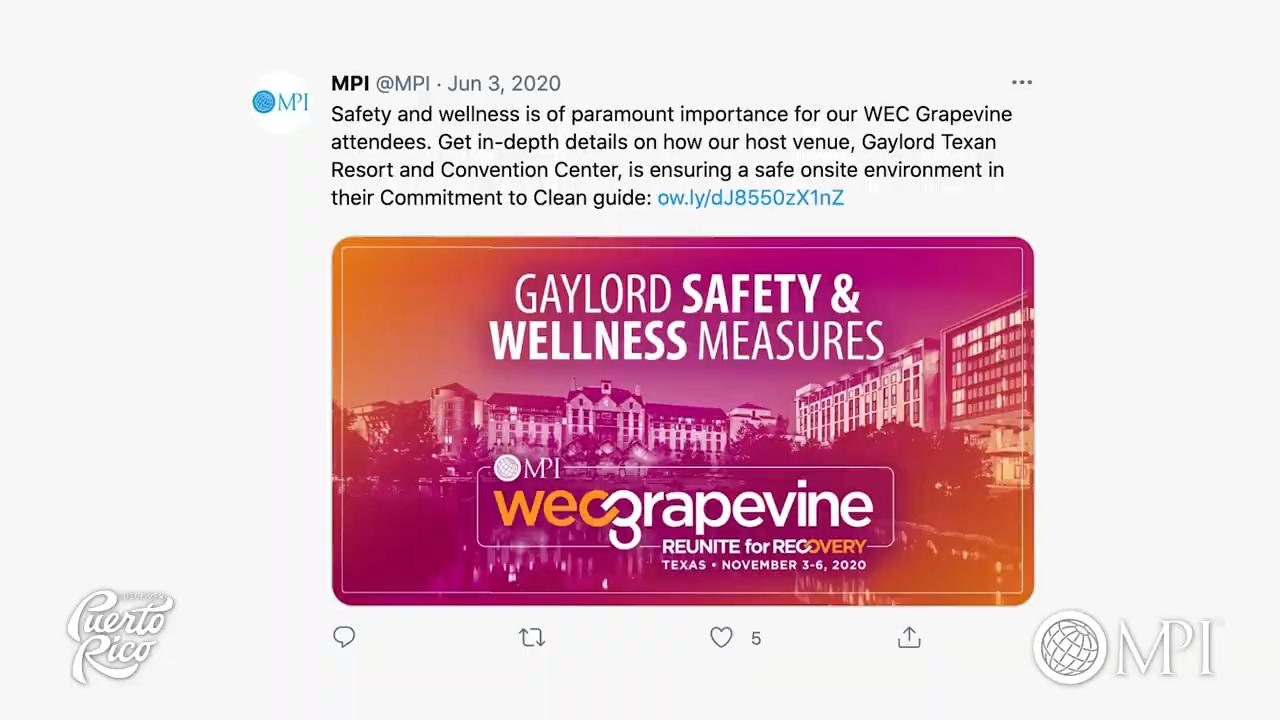 MPI @MPI · Jun 3, 2020
MPI
Safety and wellness is of paramount importance for our WEC Grapevine
attendees. Get in-depth details on how our host venue, Gaylord Texan
Resort and Convention Center, is ensuring a safe onsite environment in
their Commitment to Clean guide: ow.ly/dJ8550zX1nZ
GAYLORD SAFETY &
WELLNESS MEASURES
MPI
wecgrapevine
REUNITE for RECOVERY
TEXAS • NOVEMBER 3-6, 2020
5
DISCOVER
Puerto
Rico
MPI